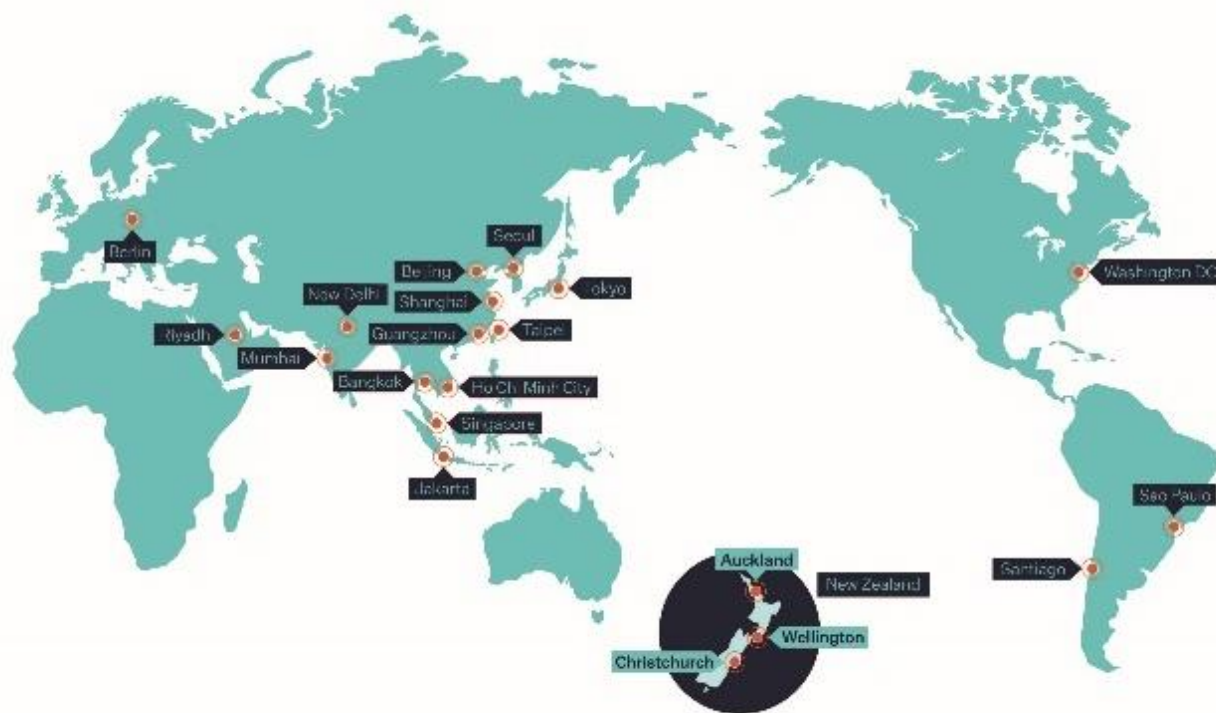 Seoul
Berlin
Beijing
Washington DC
New Delhi
Shanghai
Tokyo
Riyadh
Guangzhou
Taipei
Mumbai
Bangkok
Ho Chi Minh City
Singapore
Jakarta
Sao Paulo
Auckland
Santiago
New Zealand
Wellington
Christchurch